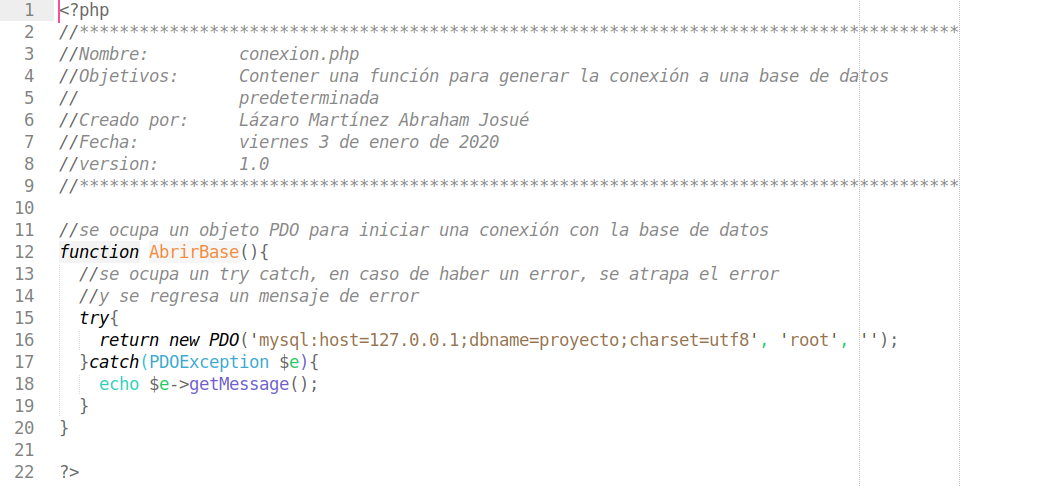 1 <?php
2 //****************************************************************************************
3 //Nombre: conexion.php
4 //Objetivos: Contener una función para generar la conexión a una base de datos
5 // predeterminada
6 //Creado por: Lázaro Martínez Abraham Josué
7 //Fecha: viernes 3 de enero de 2020
8 //version: 1.0
9 //****************************************************************************************
10
11 //se ocupa un objeto PDO para iniciar una conexión con la base de datos
12 function AbrirBase(){
13 //se ocupa un try catch, en caso de haber un error, se atrapa el error
14 //y se regresa un mensaje de error
15 try{
16 return new PDO('mysql:host=127.0.0.1;dbname=proyecto;charset=utf8', 'root', '');
17 }catch(PDOException $e){
18 echo $e->getMessage();
19 }
20 }
21
22 ?>